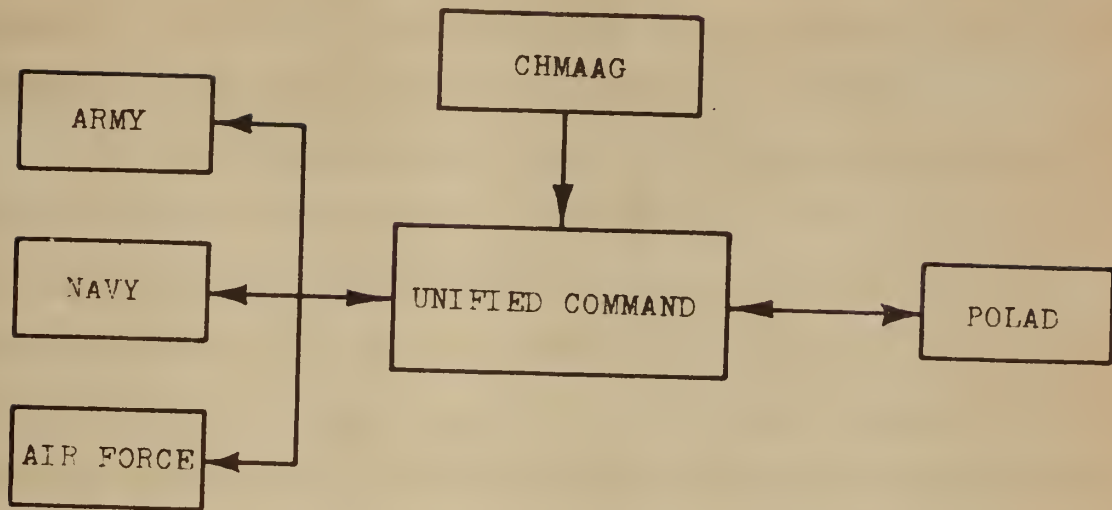 CHMAAG
ARMY
NAVY
UNIFIED COMMAND
POLAD
AIR FORCE